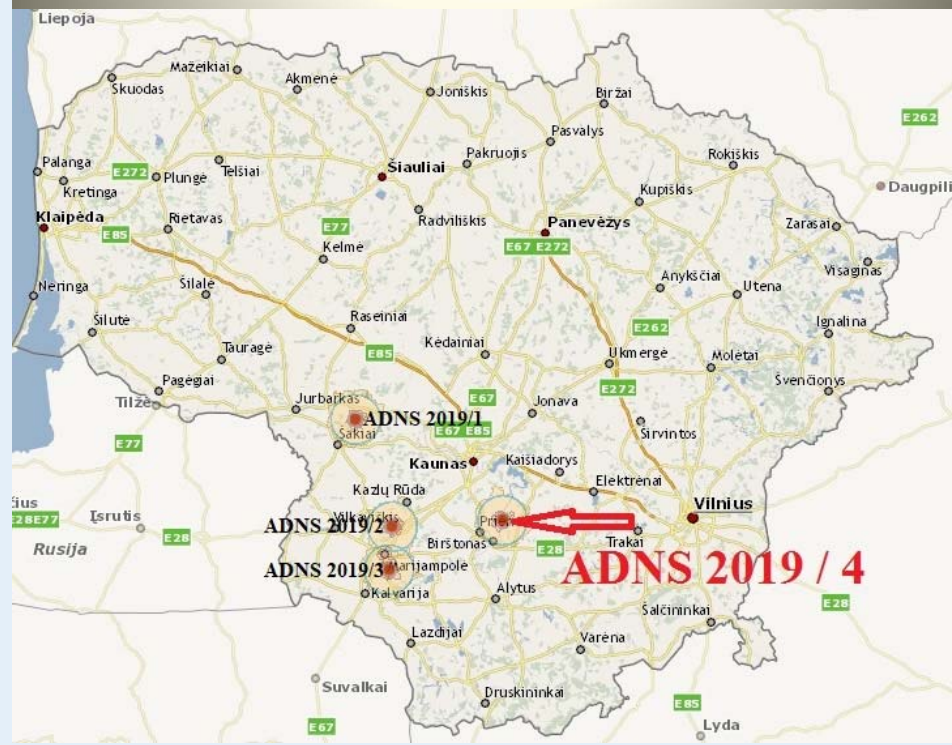 Liepoja
Mažeikiai
Skuodas
Akmenė
Joniškis
Biržai
E262
Pasvalys
Palanga
E272
Telšiai
Plungė
Kretinga
Šiauliai
Pakruojis
Rokiškis
Kupiškis
Daugpili
Klaipėda
E85
Rietavas
E77
Radviliškis
Panevėžys
E67 E272
Zarasai
Kelmė
Visaginas
Anykščiai
Utena
Neringa
Šilalė
Šilutė
Raseiniai
E262
Ignalina
Tauragė
E85
Kėdainiai
Ukmergė
Molėtai
Pagėgiai
Tilžė
E272
Švenčionys
Jurbarkas
E67
Jonava
ADNS 2019/1
E67 E85
Širvintos
E77
Šakiai
Kaunas
Kaišiadorys
Elektrėnai
Kazlų Rūda
Vilnius
čius
E28E77
Įsrutis
E28
Rusija
Vilkaviškis
ADNS 2019/2
Prien
Trakai
Birštonas
E28
ADNS 2019/3
Marijampolė
ADNS 2019 / 4
Kalvarija
Alytus
E28
Šalčininkai
Lazdijai
Varėna
Suvalkai
Druskininkai
E67
E85
Lyda